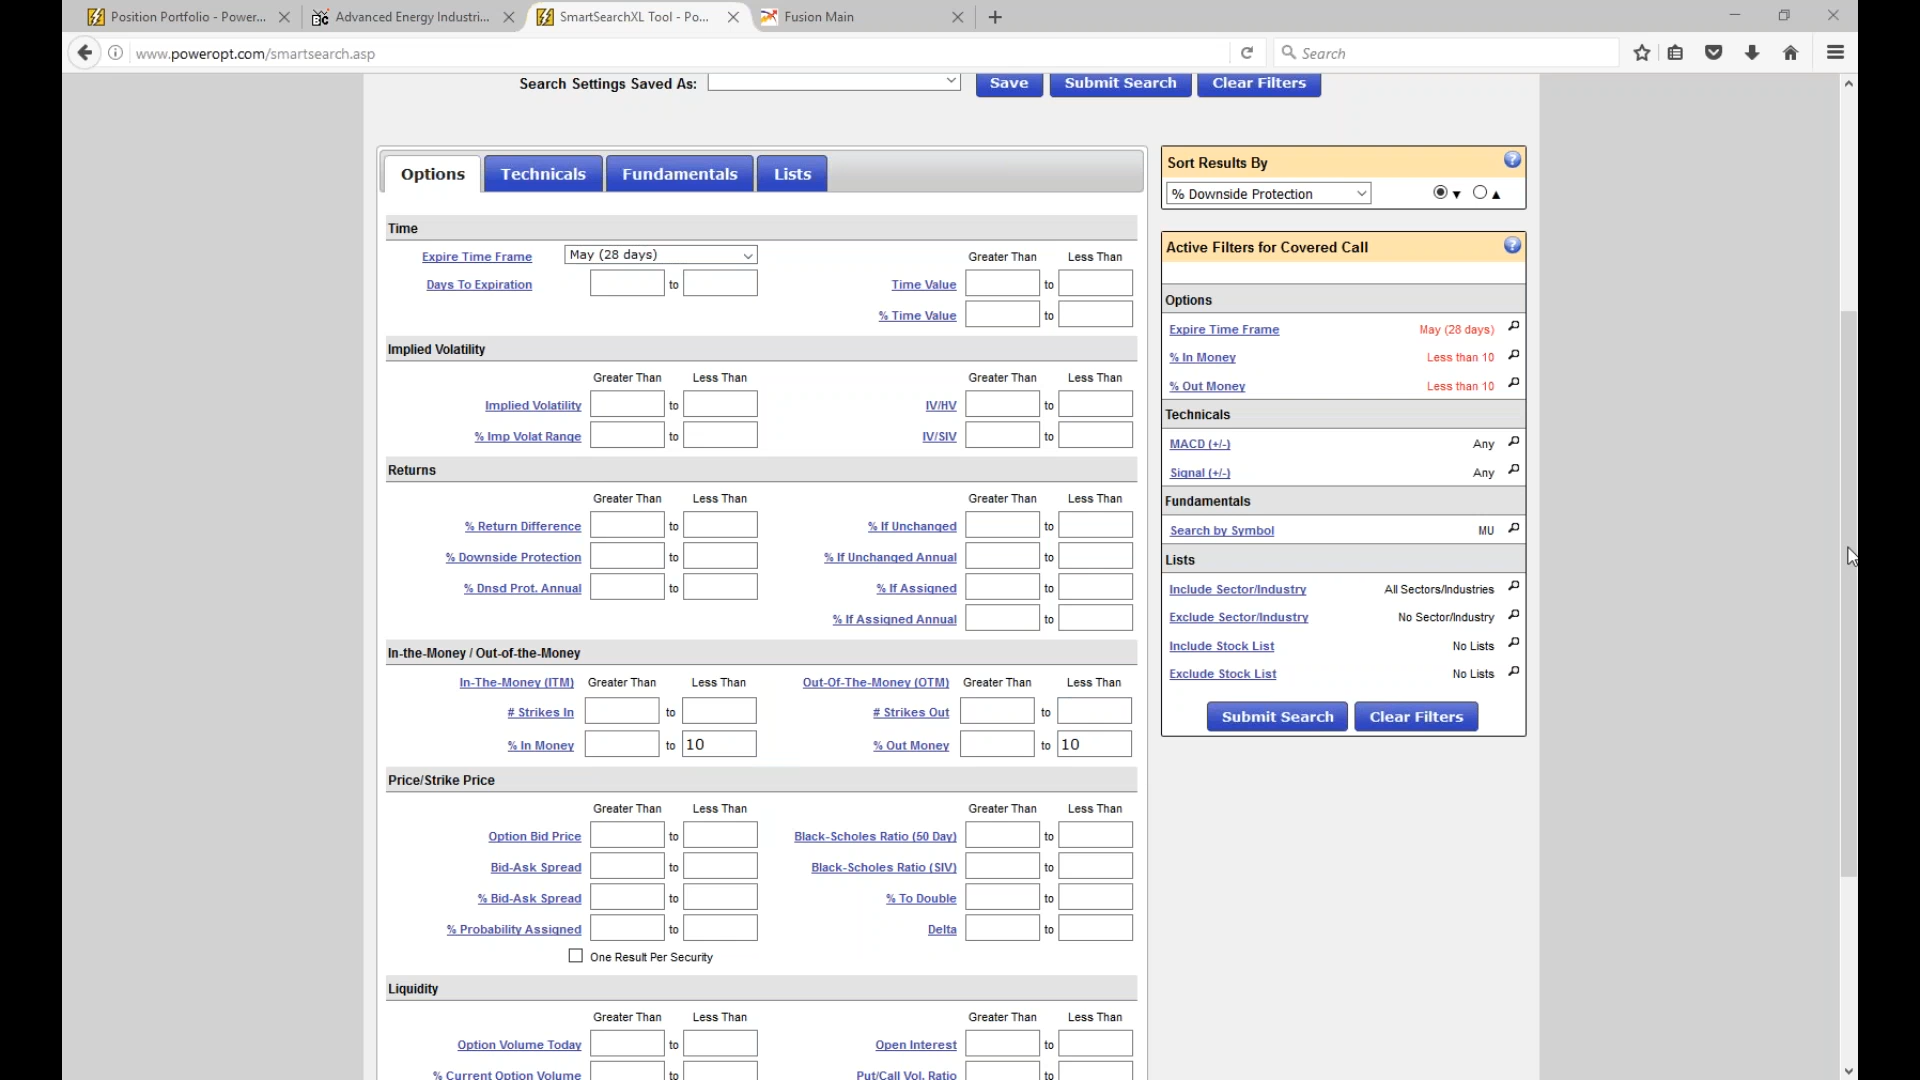 Position Portfolio - Power...
Advanced Energy Industri...
SmartSearchXL Tool - Po...
Fusion Main
www.poweropt.com/smartsearch.asp
Search
Search Settings Saved As:
Save
Submit Search
Clear Filters
Options
Technicals
Fundamentals
Lists
Time
Expire Time Frame May (28 days) Greater Than Less Than
Days To Expiration to Time Value to
% Time Value to
Implied Volatility
Greater Than Less Than Greater Than Less Than
Implied Volatility to IV/HV to
% Imp Volat Range to IV/SIV to
Returns
Greater Than Less Than Greater Than Less Than
% Return Difference to % If Unchanged to
% Downside Protection to % If Unchanged Annual to
% Dnsd Prot. Annual to % If Assigned to
% If Assigned Annual to
In-the-Money / Out-of-the-Money
In-The-Money (ITM) Greater Than Less Than Out-Of-The-Money (OTM) Greater Than Less Than
# Strikes In to # Strikes Out to
% In Money to 10 % Out Money to 10
Price/Strike Price
Greater Than Less Than Greater Than Less Than
Option Bid Price to Black-Scholes Ratio (50 Day) to
Bid-Ask Spread to Black-Scholes Ratio (SIV) to
% Bid-Ask Spread to % To Double to
% Probability Assigned to Delta to
One Result Per Security
Liquidity
Greater Than Less Than Greater Than Less Than
Option Volume Today to Open Interest to
% Current Option Volume to Put/Call Vol. Ratio to
Sort Results By ?
% Downside Protection
Active Filters for Covered Call ?
Options
Expire Time Frame May (28 days)
% In Money Less than 10
% Out Money Less than 10
Technicals
MACD (+/-) Any
Signal (+/-) Any
Fundamentals
Search by Symbol MU
Lists
Include Sector/Industry All Sectors/Industries
Exclude Sector/Industry No Sector/Industry
Include Stock List No Lists
Exclude Stock List No Lists
Submit Search
Clear Filters